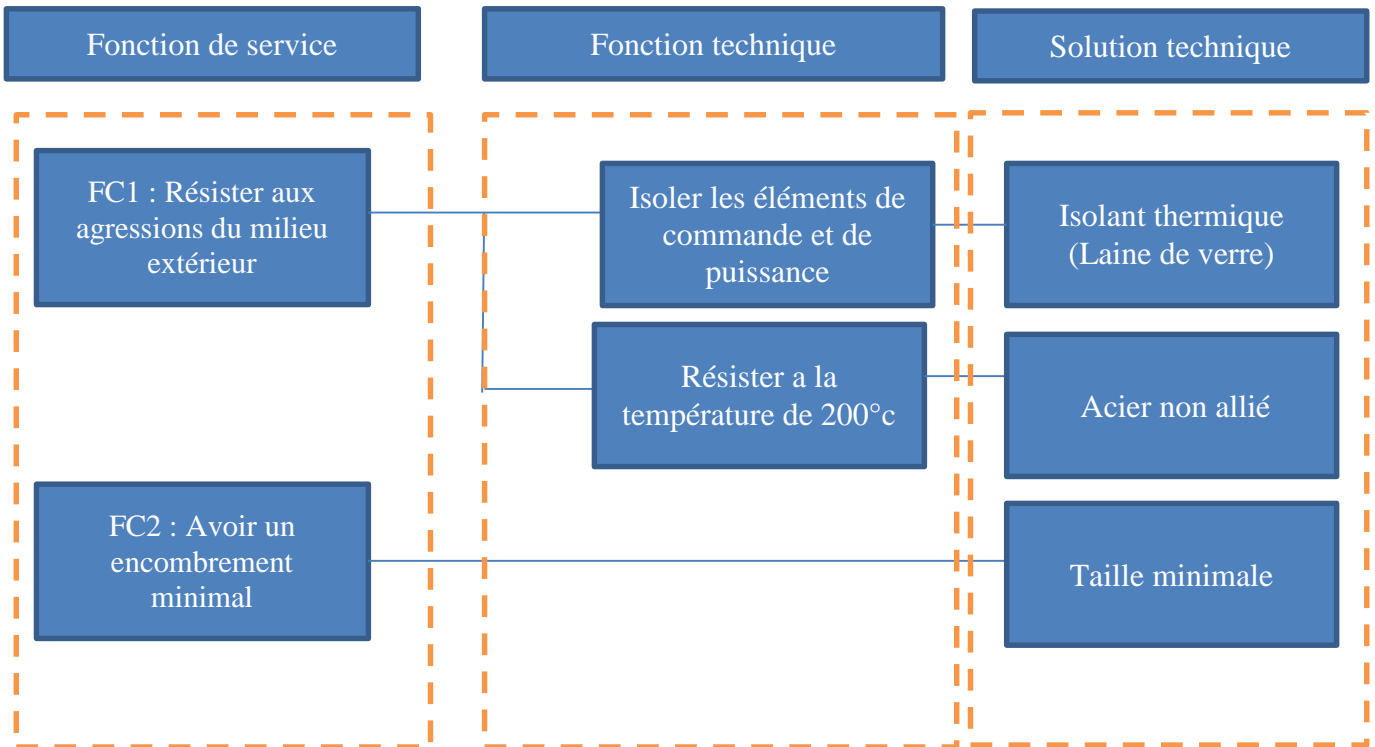 Fonction de service
Fonction technique
Solution technique
FC1 : Résister aux
agressions du milieu
extérieur
Isoler les éléments de
commande et de
puissance
Isolant thermique
(Laine de verre)
Résister a la
température de 200°c
Acier non allié
FC2 : Avoir un
encombrement
minimal
Taille minimale